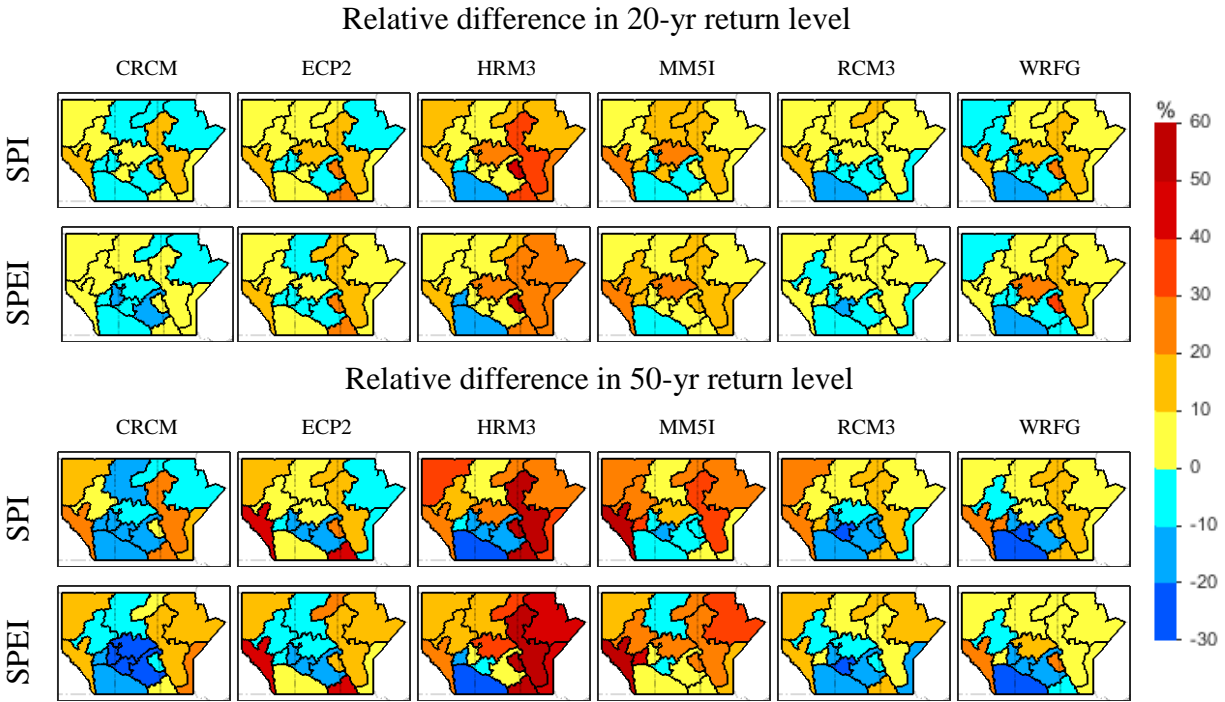 Relative difference in 20-yr return level
CRCM ECP2 HRM3 MM5I RCM3 WRFG
SPI
SPEI
Relative difference in 50-yr return level
CRCM ECP2 HRM3 MM5I RCM3 WRFG
SPI
SPEI
%
60
50
40
30
20
10
0
-10
-20
-30